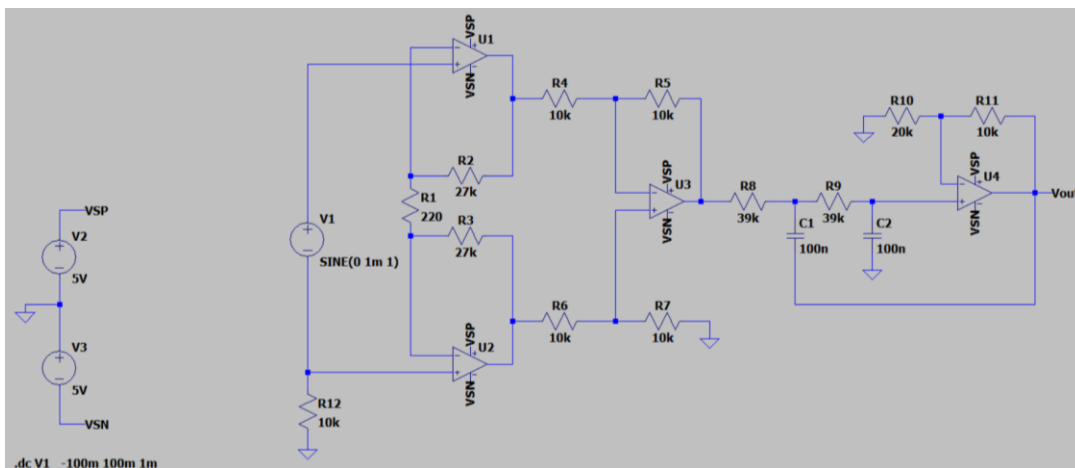 VSP
U1
VSN
R4
10k
R5
10k
R10
20k
R11
10k
R2
27k
R1
220
R3
27k
VSP
U3
VSN
R8
39k
R9
39k
VSP
U4
VSN
Vout
C1
100n
C2
100n
VSP
V2
5V
V3
5V
VSN
V1
SINE(0 1m 1)
R6
10k
R7
10k
VSP
U2
VSN
R12
10k
.dc V1 -100m 100m 1m